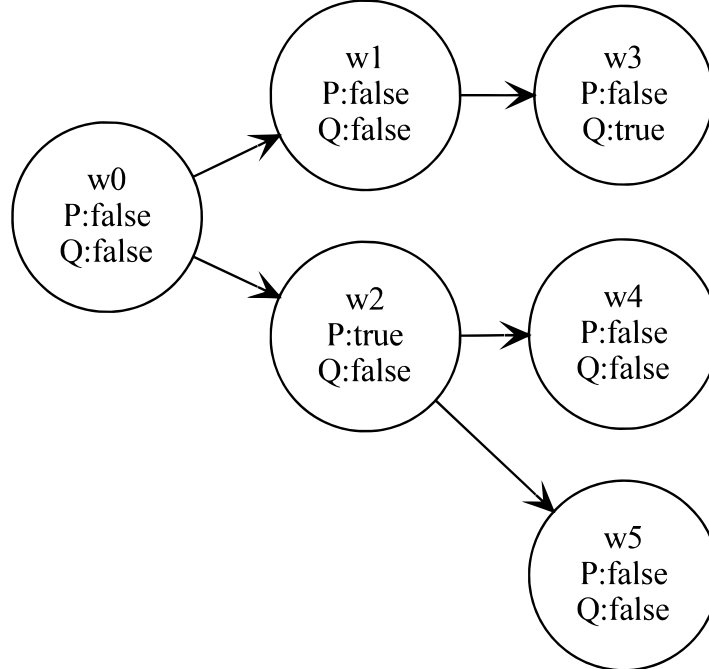 w0
P:false
Q:false
w1
P:false
Q:false
w2
P:true
Q:false
w3
P:false
Q:true
w4
P:false
Q:false
w5
P:false
Q:false